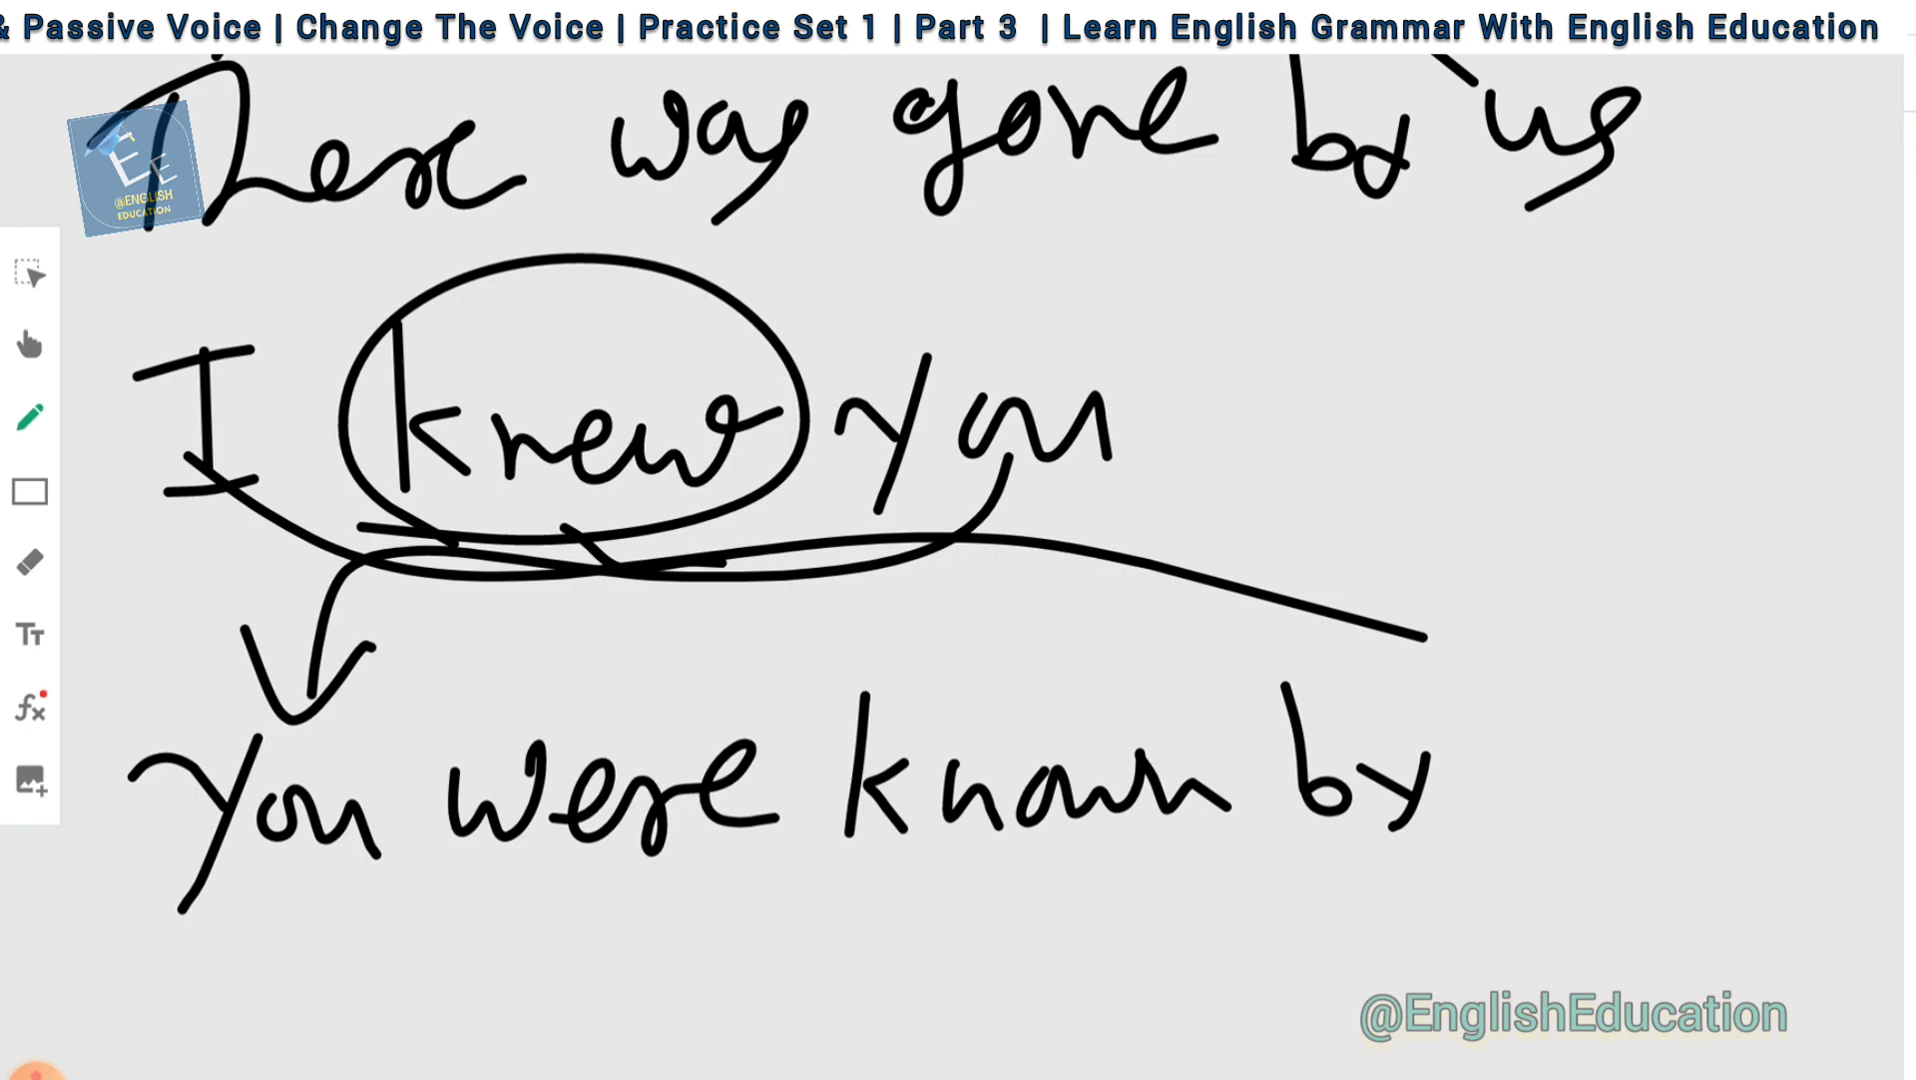 & Passive Voice | Change The Voice | Practice Set 1 | Part 3 | Learn English Grammar With English Education
There was gone by us
EE
@ENGLISH
EDUCATION
I knew you
You were known by
@EnglishEducation